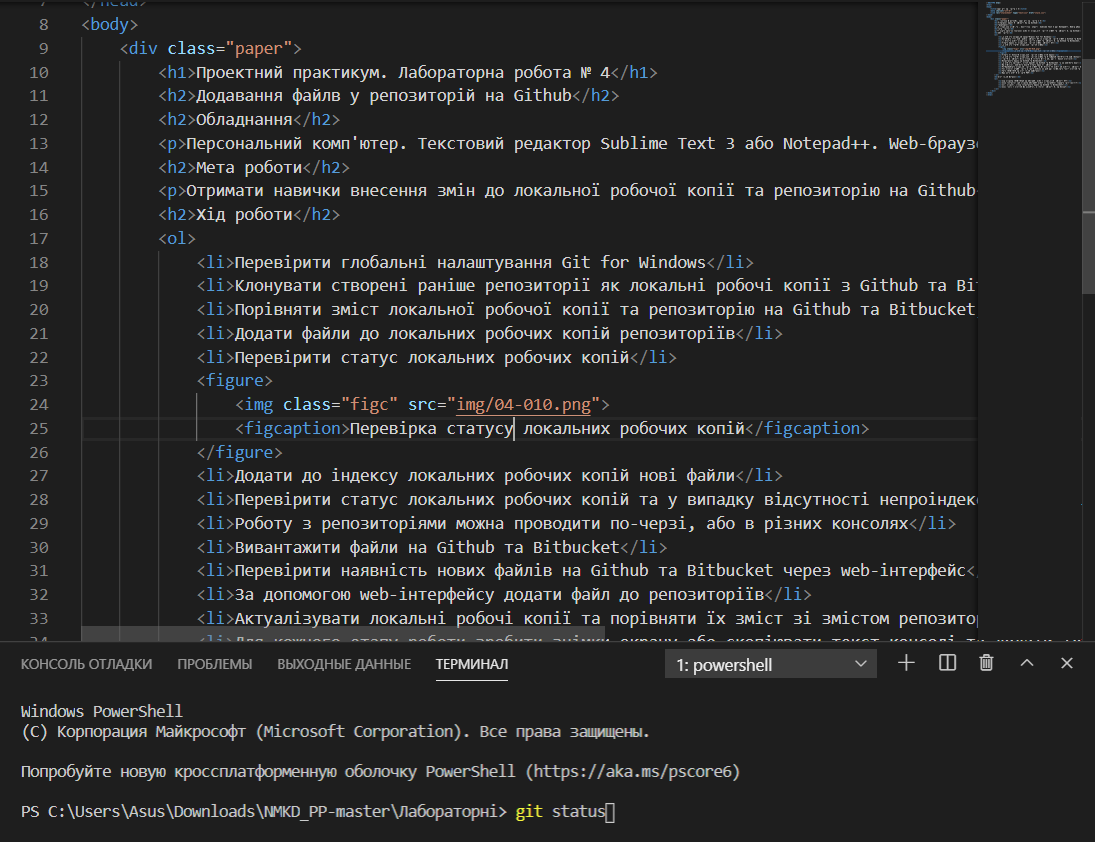 7 </head>
8 <body>
9 <div class="paper">
10 <h1>Проектний практикум. Лабораторна робота № 4</h1>
11 <h2>Додавання файлв у репозиторій на Github</h2>
12 <h2>Обладнання</h2>
13 <p>Персональний комп'ютер. Текстовий редактор Sublime Text 3 або Notepad++. Web-браузе
14 <h2>Мета роботи</h2>
15 <p>Отримати навички внесення змін до локальної робочої копії та репозиторію на Github
16 <h2>Хід роботи</h2>
17 <ol>
18 <li>Перевірити глобальні налаштування Git for Windows</li>
19 <li>Клонувати створені раніше репозиторії як локальні робочі копії з Github та Bit
20 <li>Порівняти зміст локальної робочої копії та репозиторію на Github та Bitbucket
21 <li>Додати файли до локальних робочих копій репозиторіїв</li>
22 <li>Перевірити статус локальних робочих копій</li>
23 <figure>
24 <img class="figc" src="img/04-010.png">
25 <figcaption>Перевірка статусу локальних робочих копій</figcaption>
26 </figure>
27 <li>Додати до індексу локальних робочих копій нові файли</li>
28 <li>Перевірити статус локальних робочих копій та у випадку відсутності непроіндекс
29 <li>Роботу з репозиторіями можна проводити по-черзі, або в різних консолях</li>
30 <li>Вивантажити файли на Github та Bitbucket</li>
31 <li>Перевірити наявність нових файлів на Github та Bitbucket через web-інтерфейс<
32 <li>За допомогою web-інтерфейсу додати файл до репозиторіїв</li>
33 <li>Актуалізувати локальні робочі копії та порівняти їх зміст зі змістом репозитор
34 <li>Для кожного етапу роботи зробити знімки екрану або скопіювати текст консолі т
КОНСОЛЬ ОТЛАДКИ ПРОБЛЕМЫ ВЫХОДНЫЕ ДАННЫЕ ТЕРМИНАЛ 1: powershell
Windows PowerShell
(C) Корпорация Майкрософт (Microsoft Corporation). Все права защищены.
Попробуйте новую кроссплатформенную оболочку PowerShell (https://aka.ms/pscore6)
PS C:\Users\Asus\Downloads\NMKD_PP-master\Лабораторні> git status